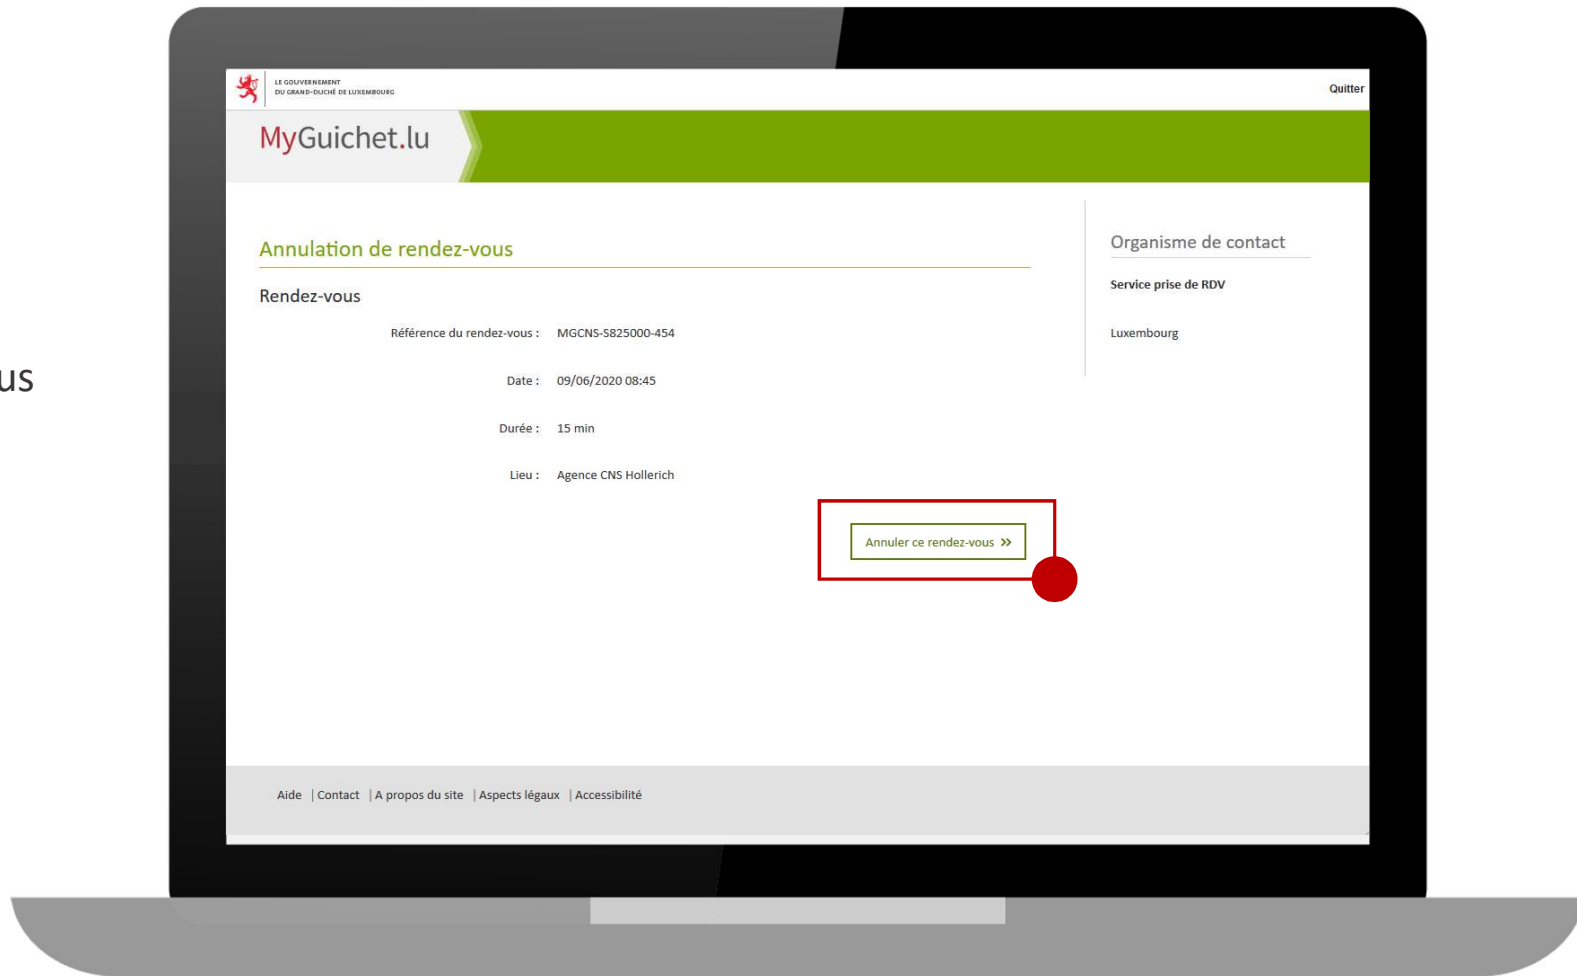 LE GOUVERNEMENT
DU GRAND-DUCHÉ DE LUXEMBOURG
Quitter
MyGuichet.lu
Annulation de rendez-vous
Rendez-vous
Référence du rendez-vous : MGCNS-S825000-454
Date : 09/06/2020 08:45
Durée : 15 min
Lieu : Agence CNS Hollerich
Annuler ce rendez-vous »
Organisme de contact
Service prise de RDV
Luxembourg
us
Aide | Contact | A propos du site | Aspects légaux | Accessibilité